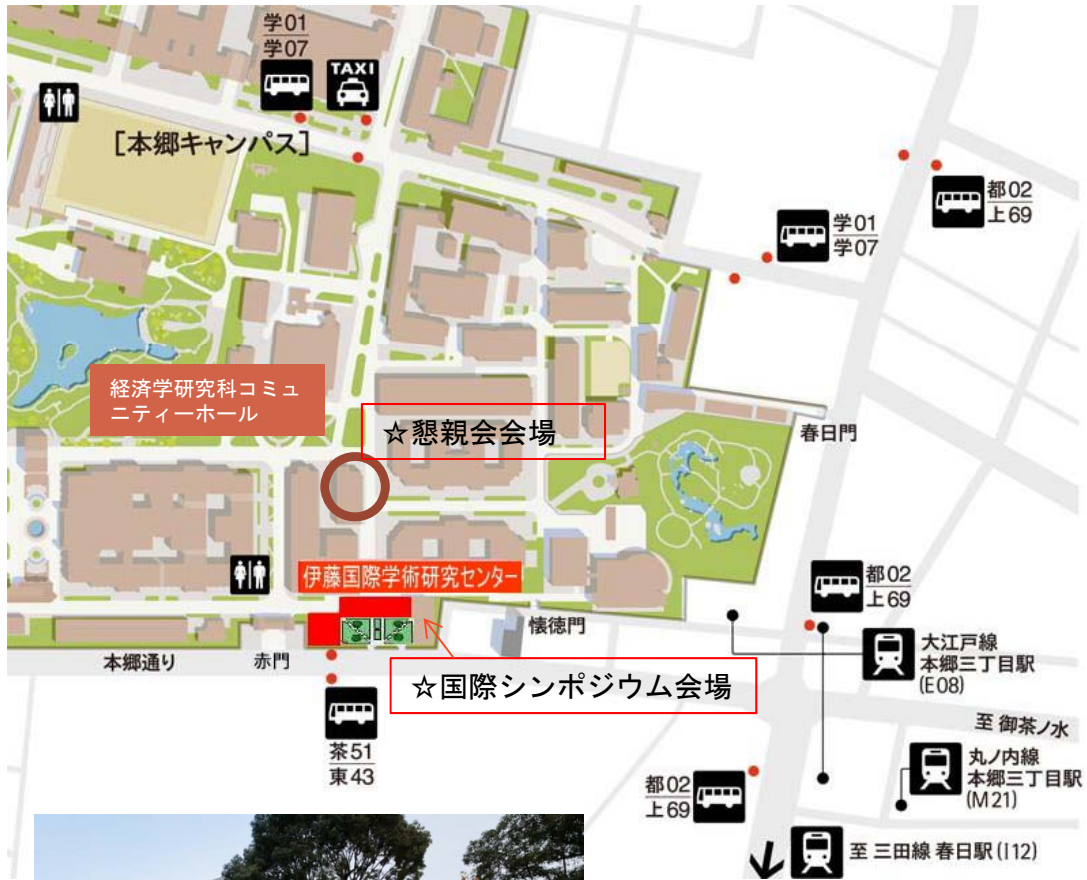 学01
学07
TAXI
[本郷キャンパス]
都02
上69
学01
学07
経済学研究科コミュ
ニティーホール
☆懇親会会場
春日門
伊藤国際学術研究センター
都02
上69
懐徳門
本郷通り
赤門
大江戸線
本郷三丁目駅
(E08)
☆国際シンポジウム会場
茶51
東43
至 御茶ノ水
丸ノ内線
本郷三丁目駅
(M21)
都02
上69
至 三田線 春日駅(I12)